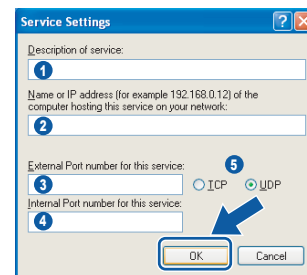 Service Settings
Description of service:
1
Name or IP address (for example 192.168.0.12) of the
computer hosting this service on your network:
2
External Port number for this service:
5
3
TCP
UDP
Internal Port number for this service:
4
OK
Cancel